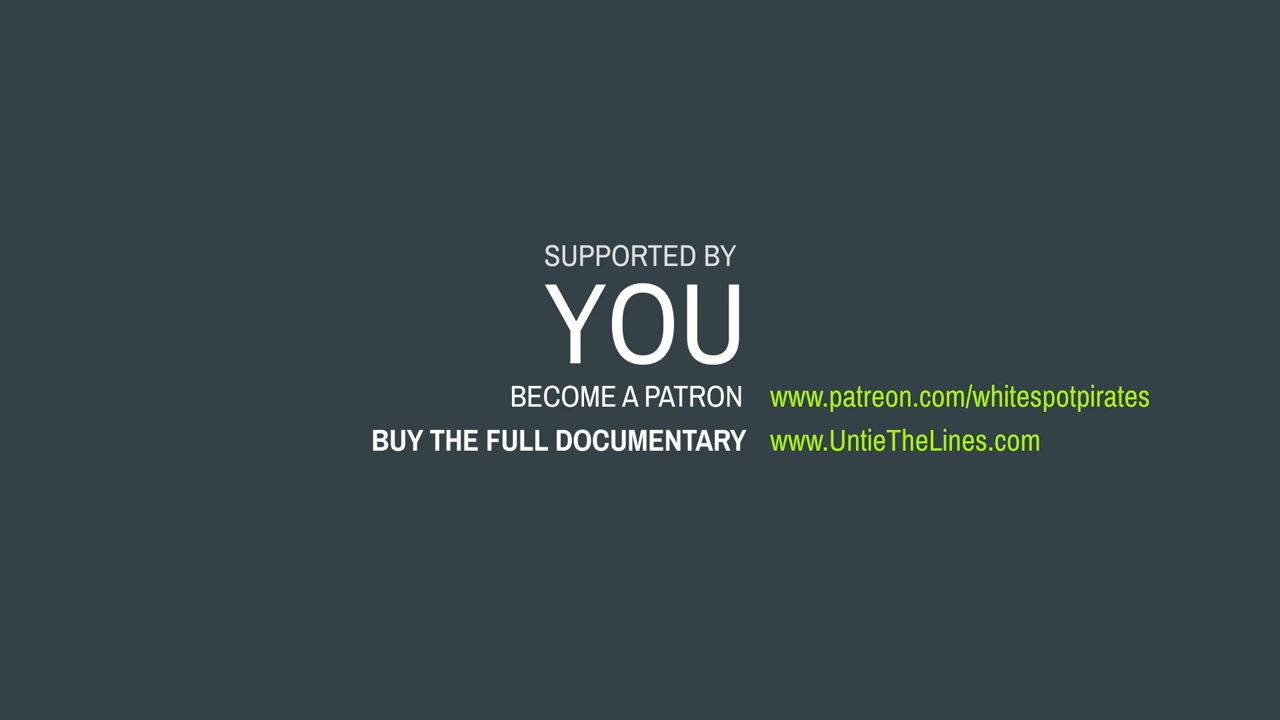 SUPPORTED BY
YOU
BECOME A PATRON www.patreon.com/whitespotpirates
BUY THE FULL DOCUMENTARY www.UntieTheLines.com